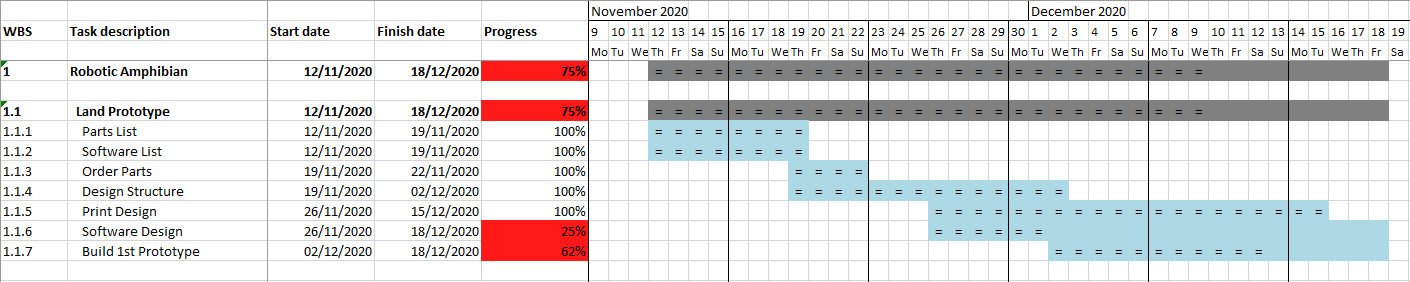 November 2020 December 2020
WBS Task description Start date Finish date Progress 9 10 11 12 13 14 15 16 17 18 19 20 21 22 23 24 25 26 27 28 29 30 1 2 3 4 5 6 7 8 9 10 11 12 13 14 15 16 17 18 19
Mo Tu We Th Fr Sa Su Mo Tu We Th Fr Sa Su Mo Tu We Th Fr Sa Su Mo Tu We Th Fr Sa Su Mo Tu We Th Fr Sa Su Mo Tu We Th Fr Sa
1 Robotic Amphibian 12/11/2020 18/12/2020 75% = = = = = = = = = = = = = = = = = = = = = = = = = = = =
1.1 Land Prototype 12/11/2020 18/12/2020 75% = = = = = = = = = = = = = = = = = = = = = = = = = = = =
1.1.1 Parts List 12/11/2020 19/11/2020 100% = = = = = = = =
1.1.2 Software List 12/11/2020 19/11/2020 100% = = = = = = = =
1.1.3 Order Parts 19/11/2020 22/11/2020 100% = = = =
1.1.4 Design Structure 19/11/2020 02/12/2020 100% = = = = = = = = = = = = = =
1.1.5 Print Design 26/11/2020 15/12/2020 100% = = = = = = = = = = = = = = = = = = = =
1.1.6 Software Design 26/11/2020 18/12/2020 25% = = = = = =
1.1.7 Build 1st Prototype 02/12/2020 18/12/2020 62% = = = = = = = = = = =